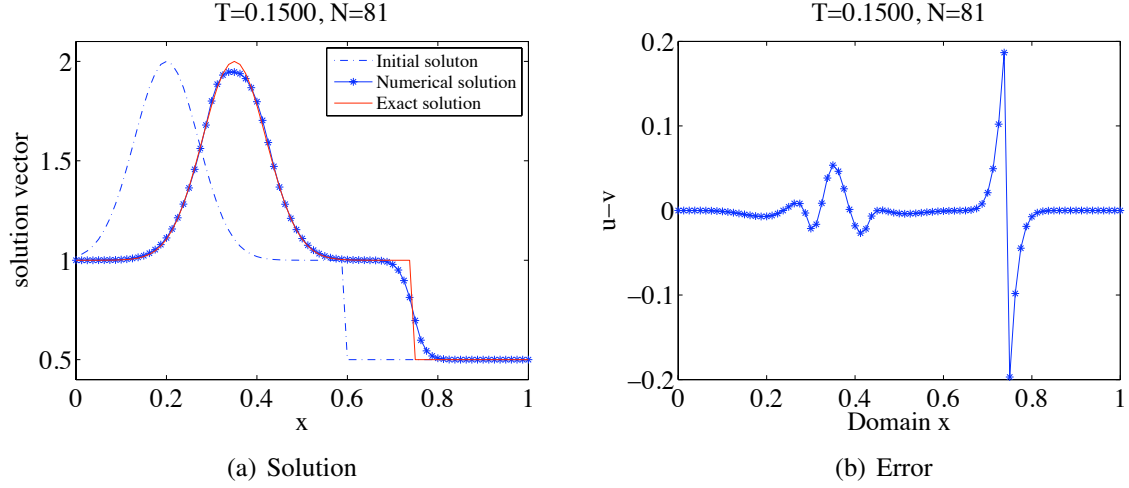 T=0.1500, N=81
2
1.5
1
0.5
solution vector
0
0.2
0.4
0.6
0.8
1
x
Initial soluton
Numerical solution
Exact solution
(a) Solution
T=0.1500, N=81
0.2
0.1
0
−0.1
−0.2
u−v
0
0.2
0.4
0.6
0.8
1
Domain x
(b) Error